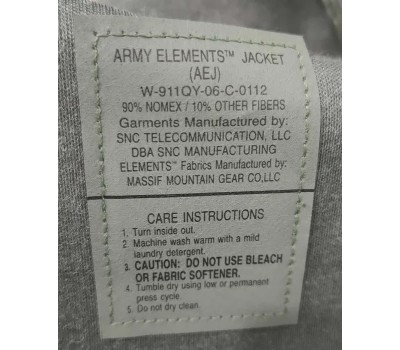 ARMY ELEMENTS™ JACKET
(AEJ)
W-911QY-06-C-0112
90% NOMEX / 10% OTHER FIBERS
Garments Manufactured by:
SNC TELECOMMUNICATION, LLC
DBA SNC MANUFACTURING
ELEMENTS™ Fabrics Manufactured by:
MASSIF MOUNTAIN GEAR CO,LLC
CARE INSTRUCTIONS
1. Turn inside out.
2. Machine wash warm with a mild
laundry detergent.
3. CAUTION: DO NOT USE BLEACH
OR FABRIC SOFTENER.
4. Tumble dry using low or permanent
press cycle.
5. Do not dry clean.